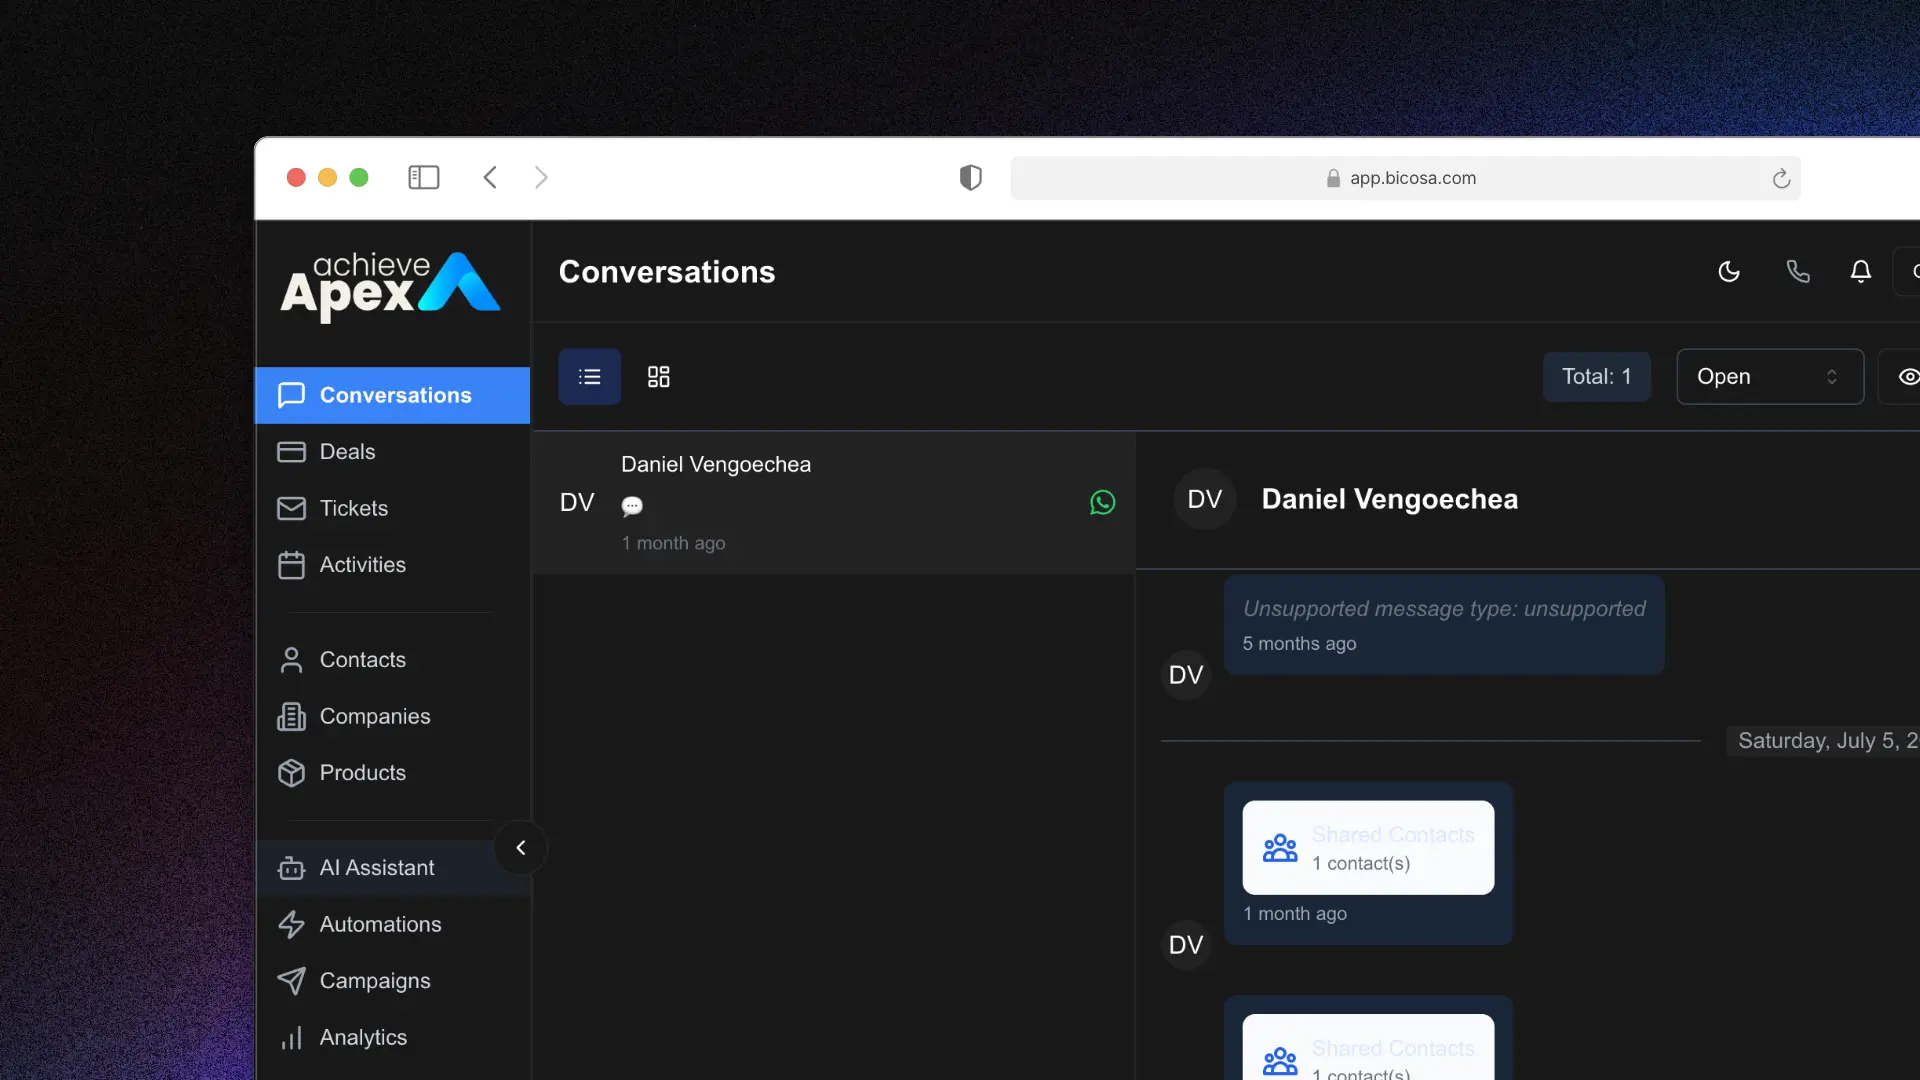 app.bicosa.com
achieve
Apex
Conversations
Conversations
Deals
Tickets
Activities
Contacts
Companies
Products
AI Assistant
Automations
Campaigns
Analytics
Total: 1
Open
DV
Daniel Vengoechea
1 month ago
DV
Daniel Vengoechea
Unsupported message type: unsupported
5 months ago
DV
Saturday, July 5,
Shared Contacts
1 contact(s)
1 month ago
DV
Shared Contacts
1 contact(s)